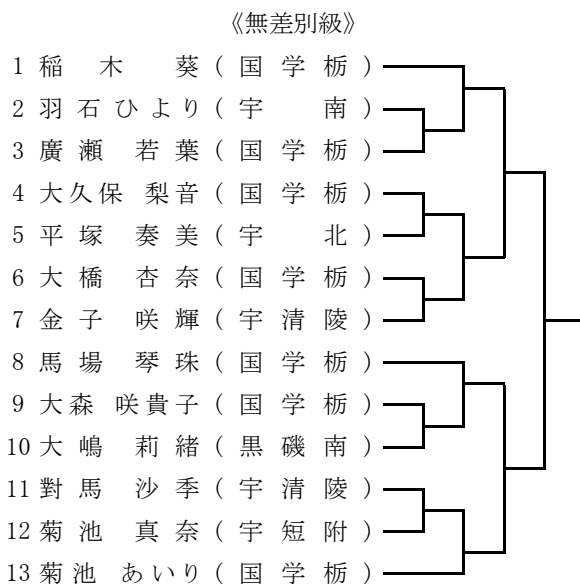 《無差別級》
1 稲木 葵 (国学栃)
2 羽石ひより (宇南)
3 廣瀬 若葉 (国学栃)
4 大久保 梨音 (国学栃)
5 平塚 奏美 (宇北)
6 大橋 杏奈 (国学栃)
7 金子 咲輝 (宇清陵)
8 馬場 琴珠 (国学栃)
9 大森 咲貴子 (国学栃)
10 大嶋 莉緒 (黒磯南)
11 對馬 沙季 (宇清陵)
12 菊池 真奈 (宇短附)
13 菊池 あいり (国学栃)